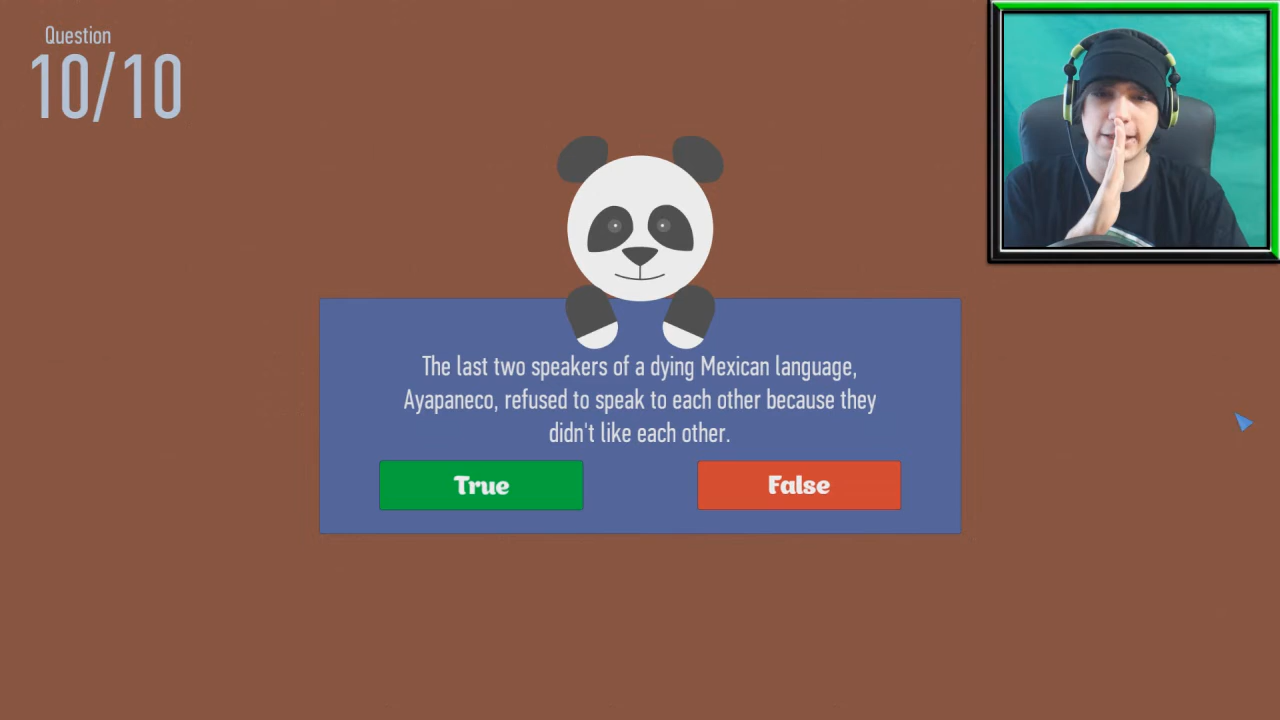 Question
10/10
The last two speakers of a dying Mexican language,
Ayapaneco, refused to speak to each other because they
didn't like each other.
True
False